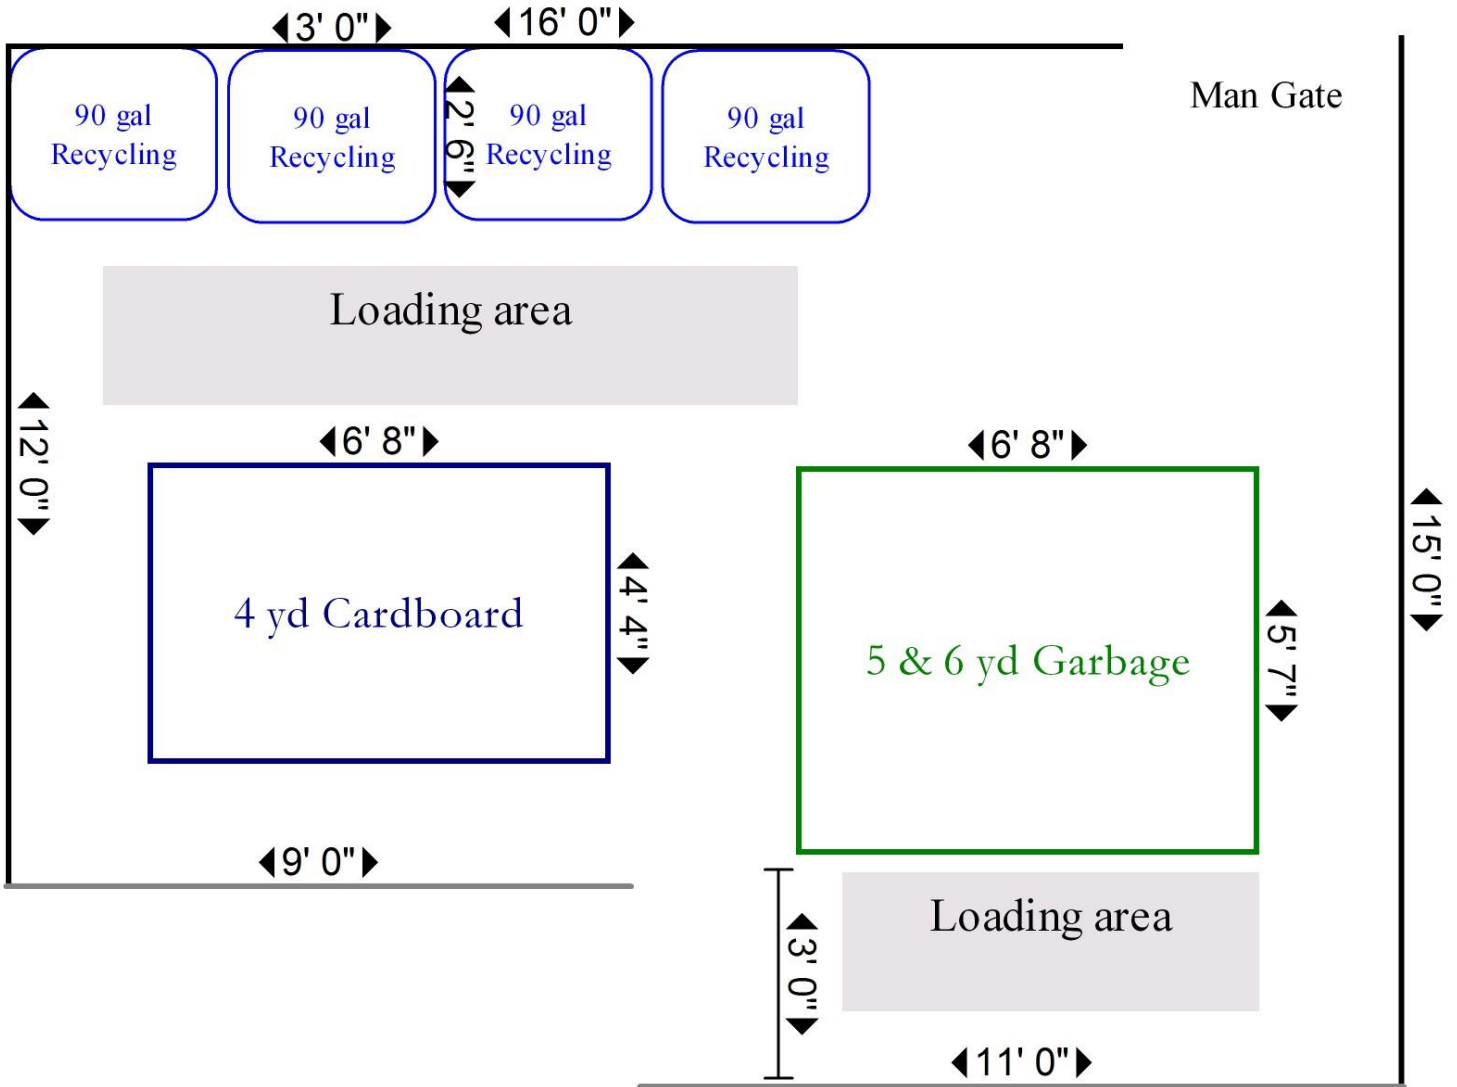 3' 0"
16' 0"
90 gal
Recycling
90 gal
Recycling
2' 6"
90 gal
Recycling
90 gal
Recycling
Man Gate
Loading area
12' 0"
6' 8"
6' 8"
4 yd Cardboard
4' 4"
5 & 6 yd Garbage
5' 7"
15' 0"
9' 0"
Loading area
3' 0"
11' 0"